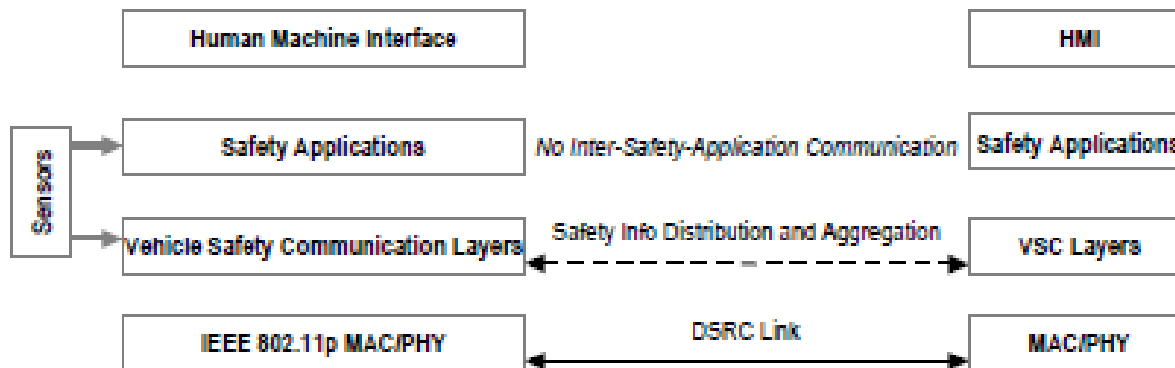 Human Machine Interface
HMI
Sensors
Safety Applications
No Inter-Safety-Application Communication
Safety Applications
Vehicle Safety Communication Layers
Safety Info Distribution and Aggregation
VSC Layers
IEEE 802.11p MAC/PHY
DSRC Link
MAC/PHY